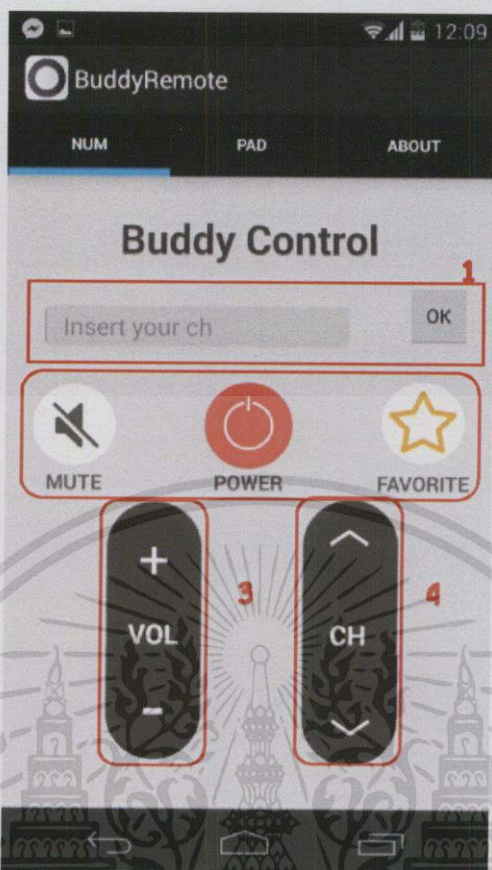 12:09
BuddyRemote
NUM PAD ABOUT
Buddy Control
1
Insert your ch OK
MUTE POWER FAVORITE
+
3 4
VOL CH
-